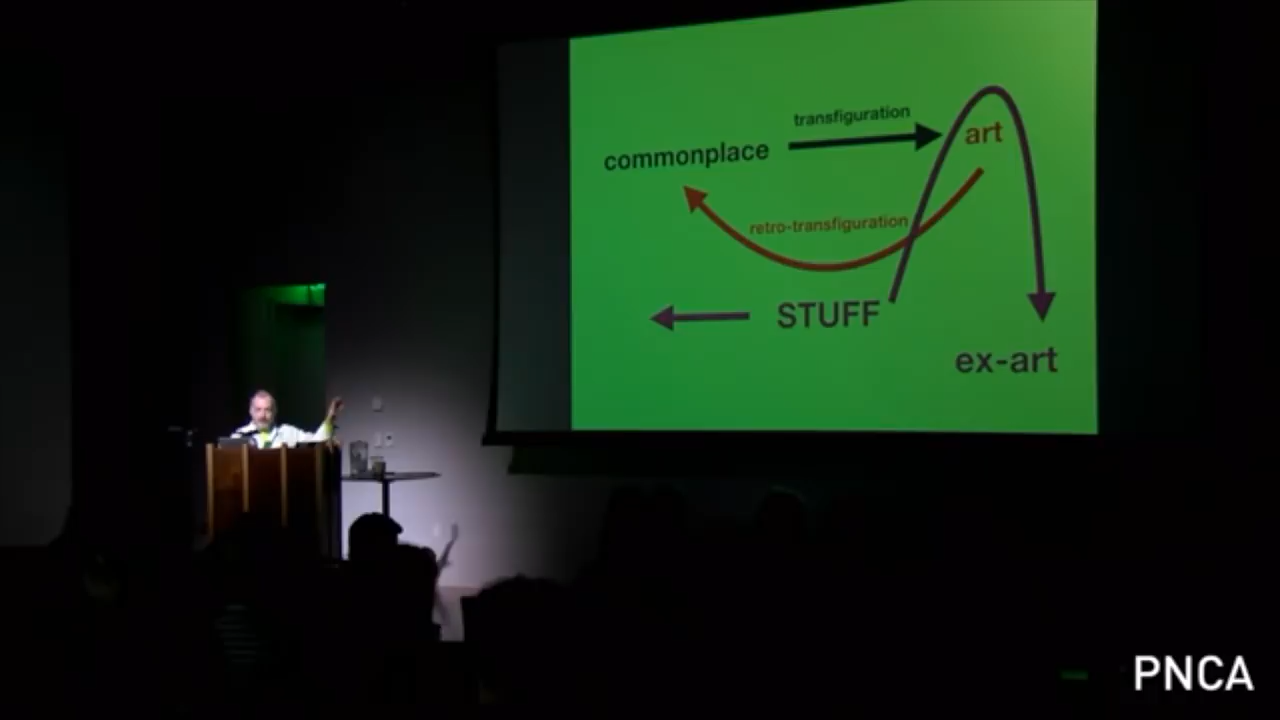 transfiguration
commonplace
art
retro-transfiguration
STUFF
ex-art
PNCA